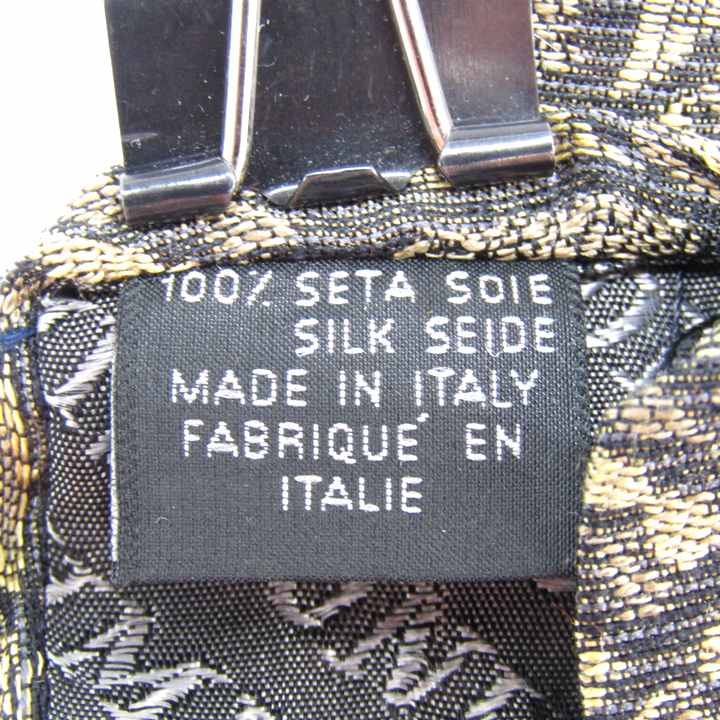 100% SETA SOIE
SILK SEIDE
MADE IN ITALY
FABRIQUÉ EN
ITALIE